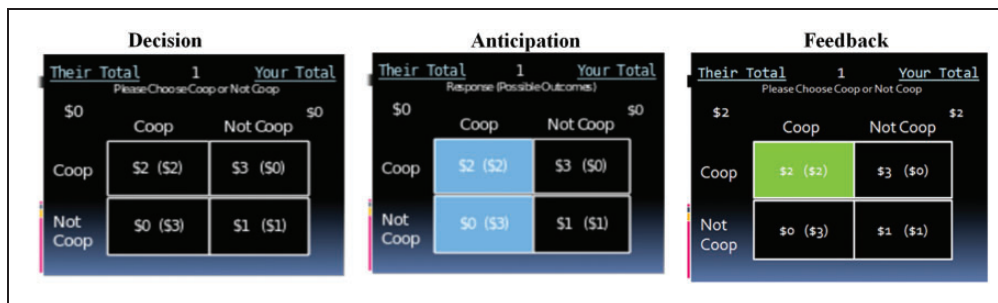 Decision
Their Total 1 Your Total
Please Choose Coop or Not Coop
$0 $0
Coop Not Coop
Coop $2 ($2) $3 ($0)
Not Coop $0 ($3) $1 ($1)
Anticipation
Their Total 1 Your Total
Response (Possible Outcomes)
$0 $0
Coop Not Coop
Coop $2 ($2) $3 ($0)
Not Coop $0 ($3) $1 ($1)
Feedback
Their Total 1 Your Total
Please Choose Coop or Not Coop
$2 $2
Coop Not Coop
Coop $2 ($2) $3 ($0)
Not Coop $0 ($3) $1 ($1)